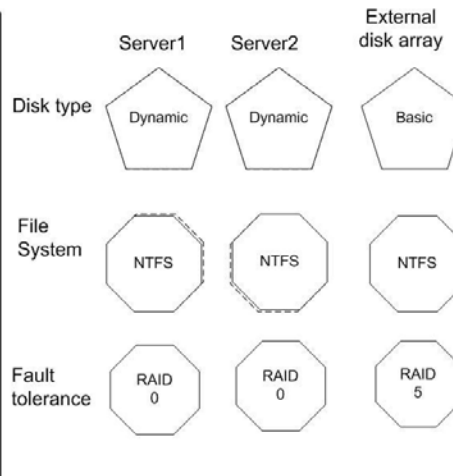 Server1
Server2
External
disk array
Disk type
Dynamic
Dynamic
Basic
File
System
NTFS
NTFS
NTFS
Fault
tolerance
RAID
0
RAID
0
RAID
5